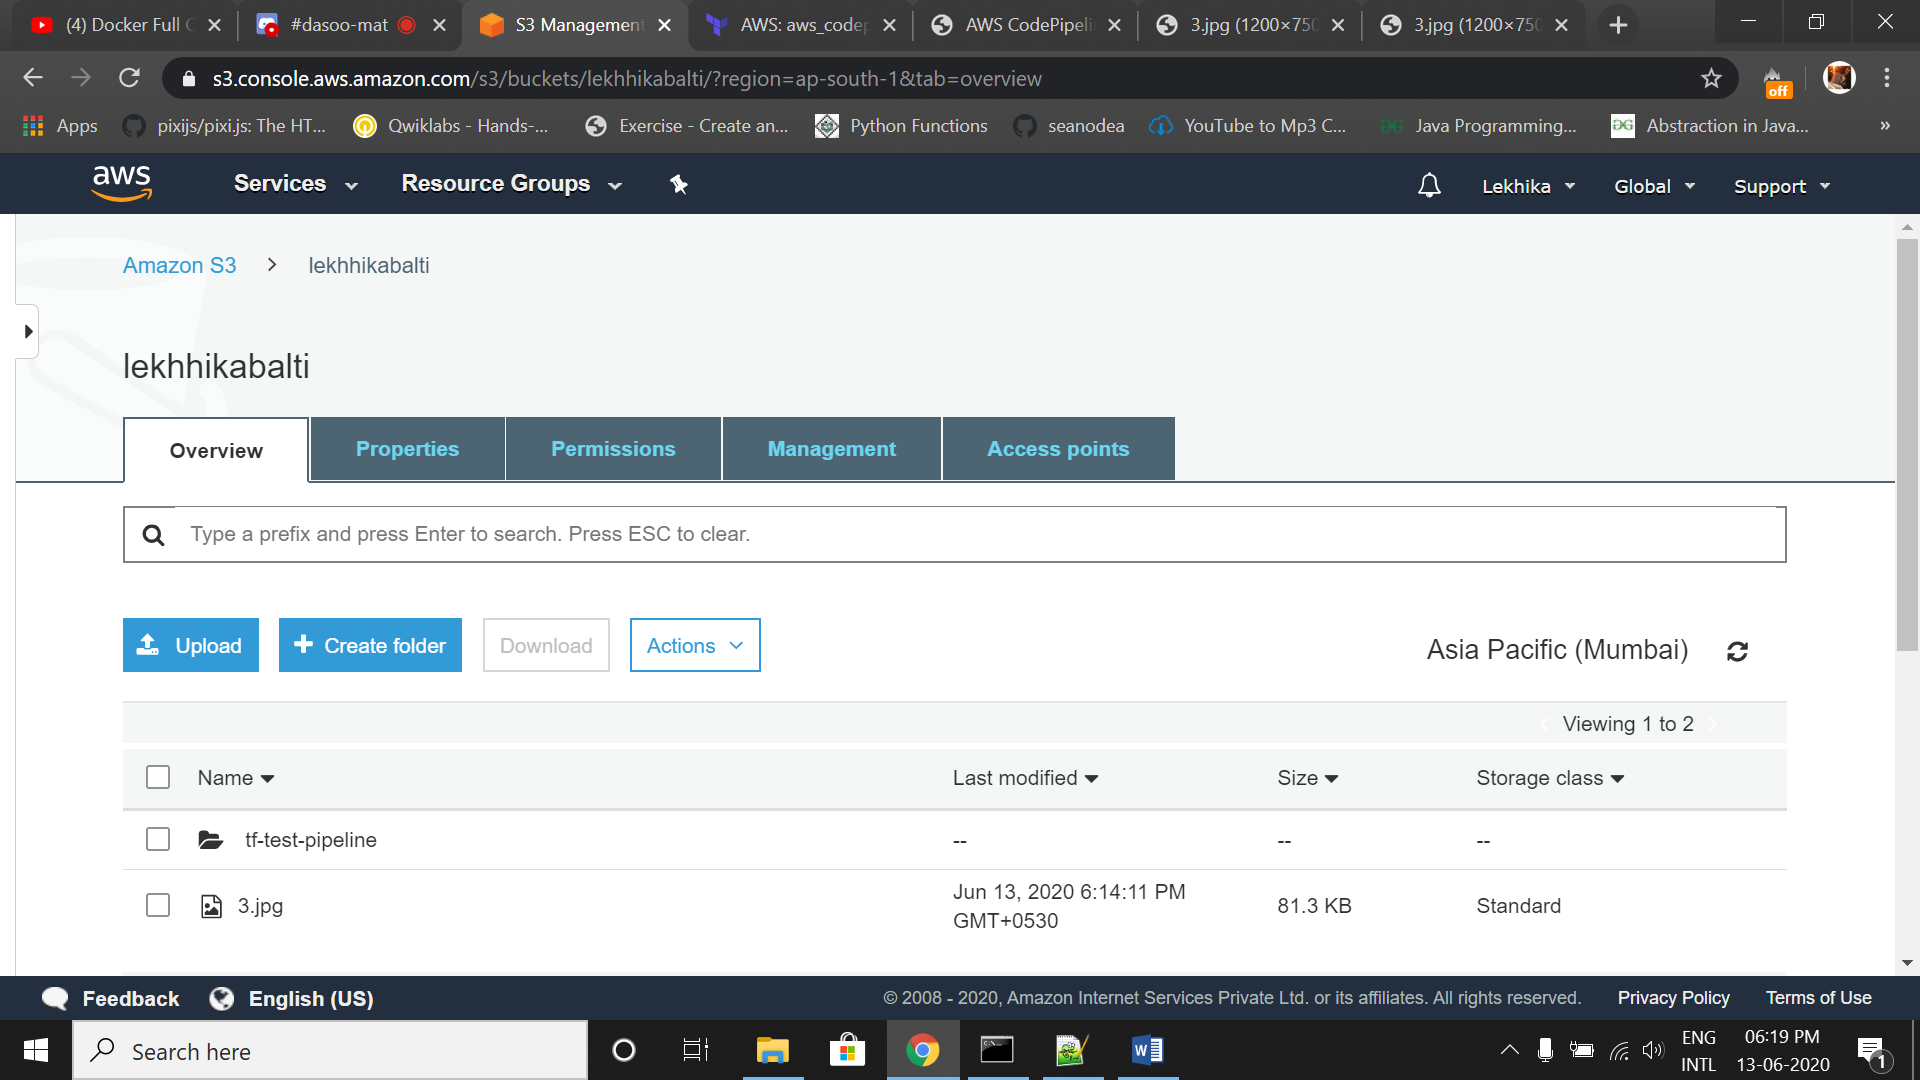 (4) Docker Full C
#dasoo-mat
S3 Management
AWS: aws_codep
AWS CodePipeli
3.jpg (1200×750
3.jpg (1200×750
s3.console.aws.amazon.com/s3/buckets/lekhhikabalti/?region=ap-south-1&tab=overview
off
Apps
pixijs/pixi.js: The HT...
Qwiklabs - Hands-...
Exercise - Create an...
Python Functions
seanodea
YouTube to Mp3 C...
Java Programming...
Abstraction in Java...
»
aws
Services
Resource Groups
Lekhika
Global
Support
Amazon S3
lekhhikabalti
lekhhikabalti
Overview
Properties
Permissions
Management
Access points
Type a prefix and press Enter to search. Press ESC to clear.
Upload
+ Create folder
Download
Actions
Asia Pacific (Mumbai)
Viewing 1 to 2
Name
Last modified
Size
Storage class
tf-test-pipeline
--
--
--
3.jpg
Jun 13, 2020 6:14:11 PM
GMT+0530
81.3 KB
Standard
Feedback
English (US)
© 2008 - 2020, Amazon Internet Services Private Ltd. or its affiliates. All rights reserved.
Privacy Policy
Terms of Use
Search here
ENG
INTL
06:19 PM
13-06-2020
1